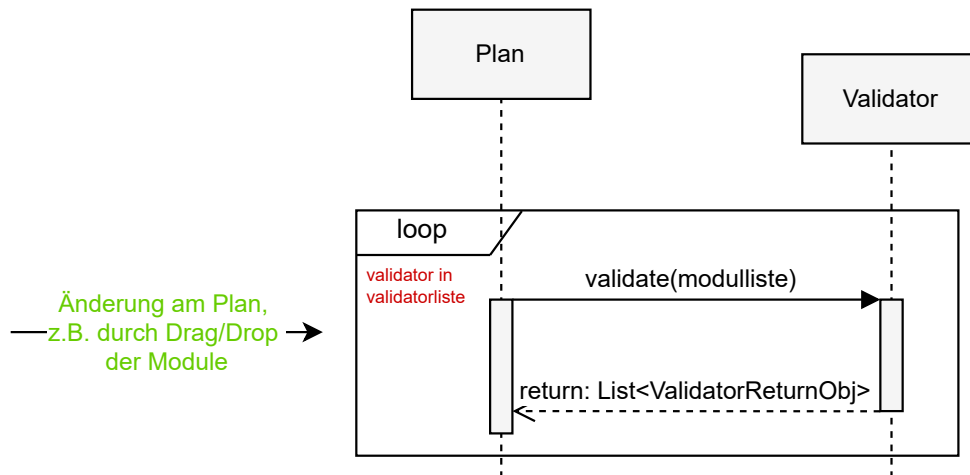 Plan
Validator
loop
validator in
validatorliste
validate(modulliste)
Änderung am Plan,
z.B. durch Drag/Drop
der Module
return: List<ValidatorReturnObj>